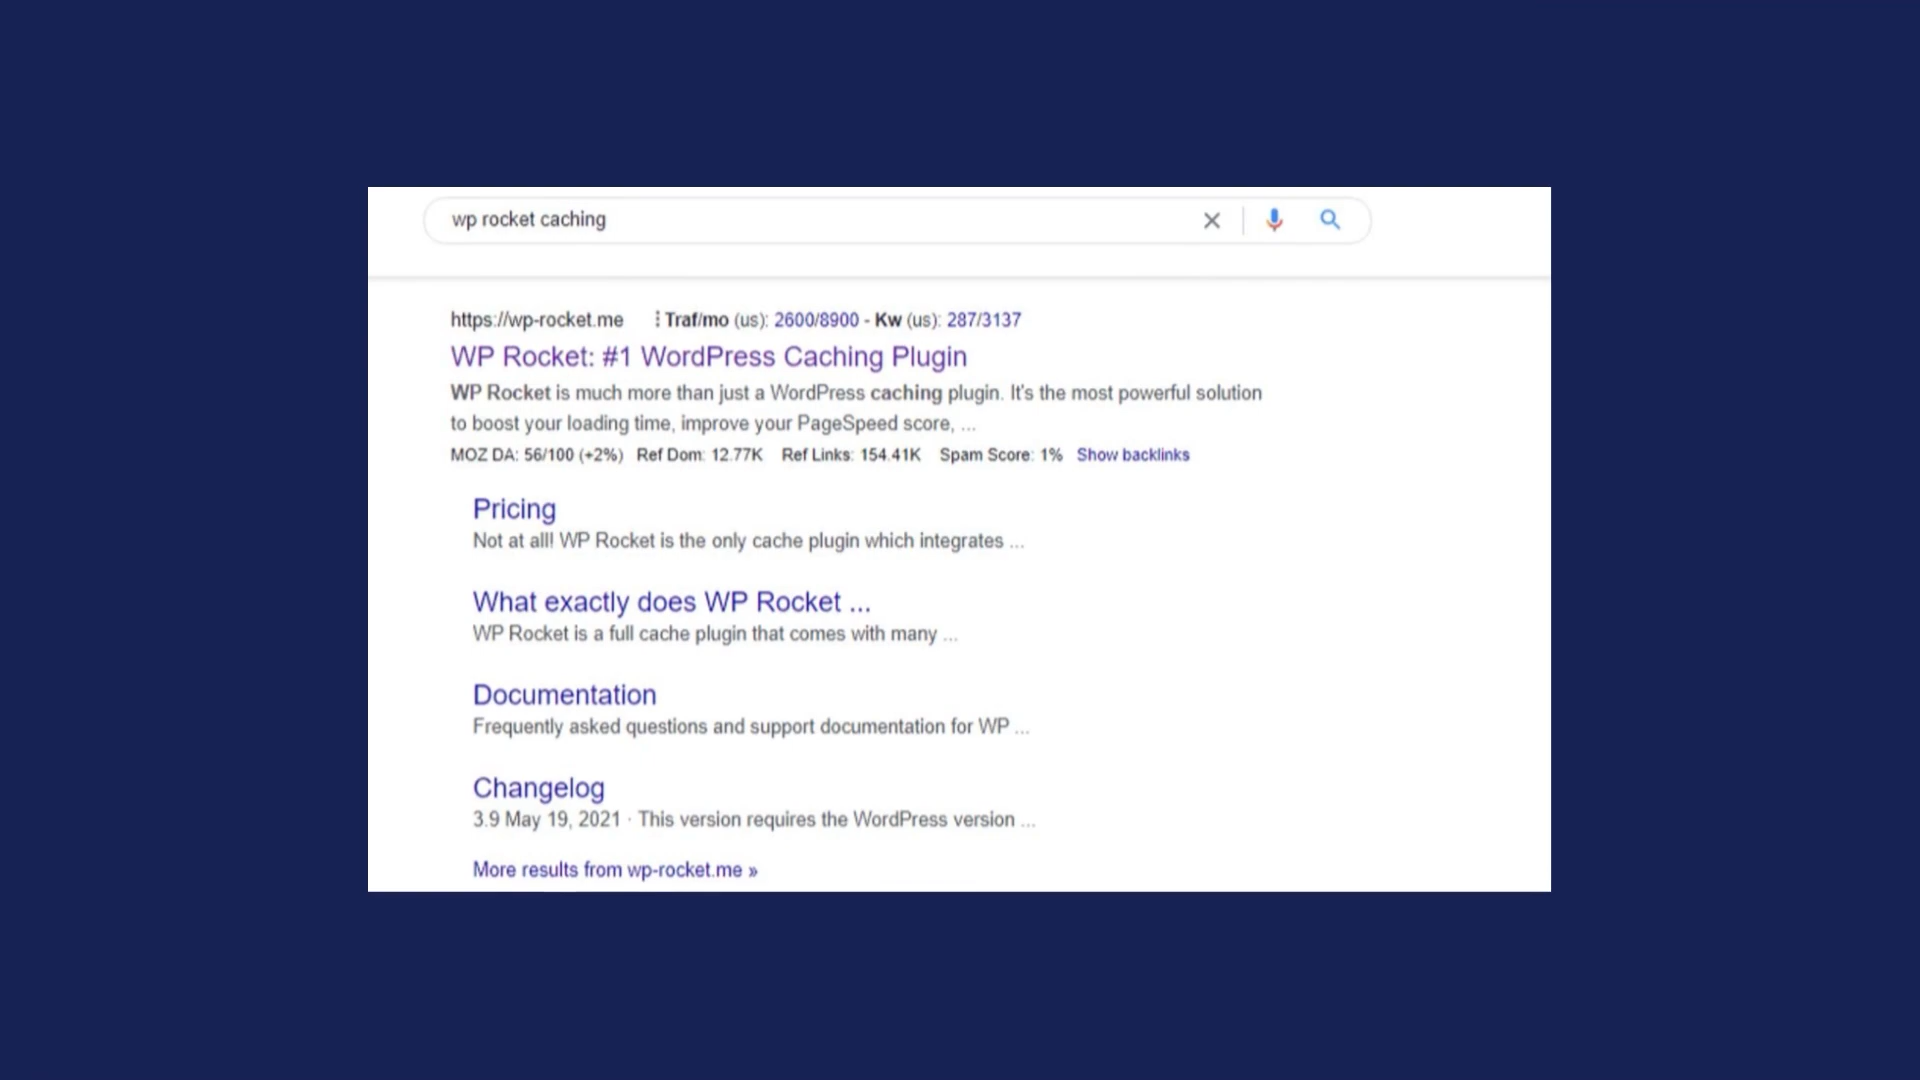 wp rocket caching
https://wp-rocket.me ⋮ Traf/mo (us): 2600/8900 - Kw (us): 287/3137
WP Rocket: #1 WordPress Caching Plugin
WP Rocket is much more than just a WordPress caching plugin. It's the most powerful solution
to boost your loading time, improve your PageSpeed score, ...
MOZ DA: 56/100 (+2%) Ref Dom: 12.77K Ref Links: 154.41K Spam Score: 1% Show backlinks
Pricing
Not at all! WP Rocket is the only cache plugin which integrates ...
What exactly does WP Rocket ...
WP Rocket is a full cache plugin that comes with many ...
Documentation
Frequently asked questions and support documentation for WP ...
Changelog
3.9 May 19, 2021 · This version requires the WordPress version ...
More results from wp-rocket.me »